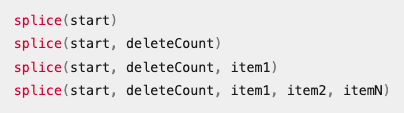 splice(start)
splice(start, deleteCount)
splice(start, deleteCount, item1)
splice(start, deleteCount, item1, item2, itemN)